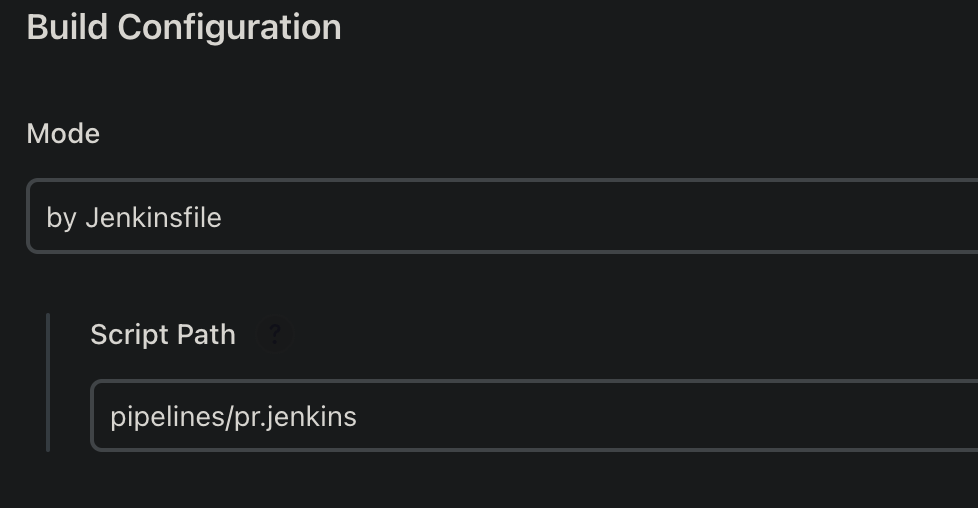 Build Configuration
Mode
by Jenkinsfile
Script Path ?
pipelines/pr.jenkins